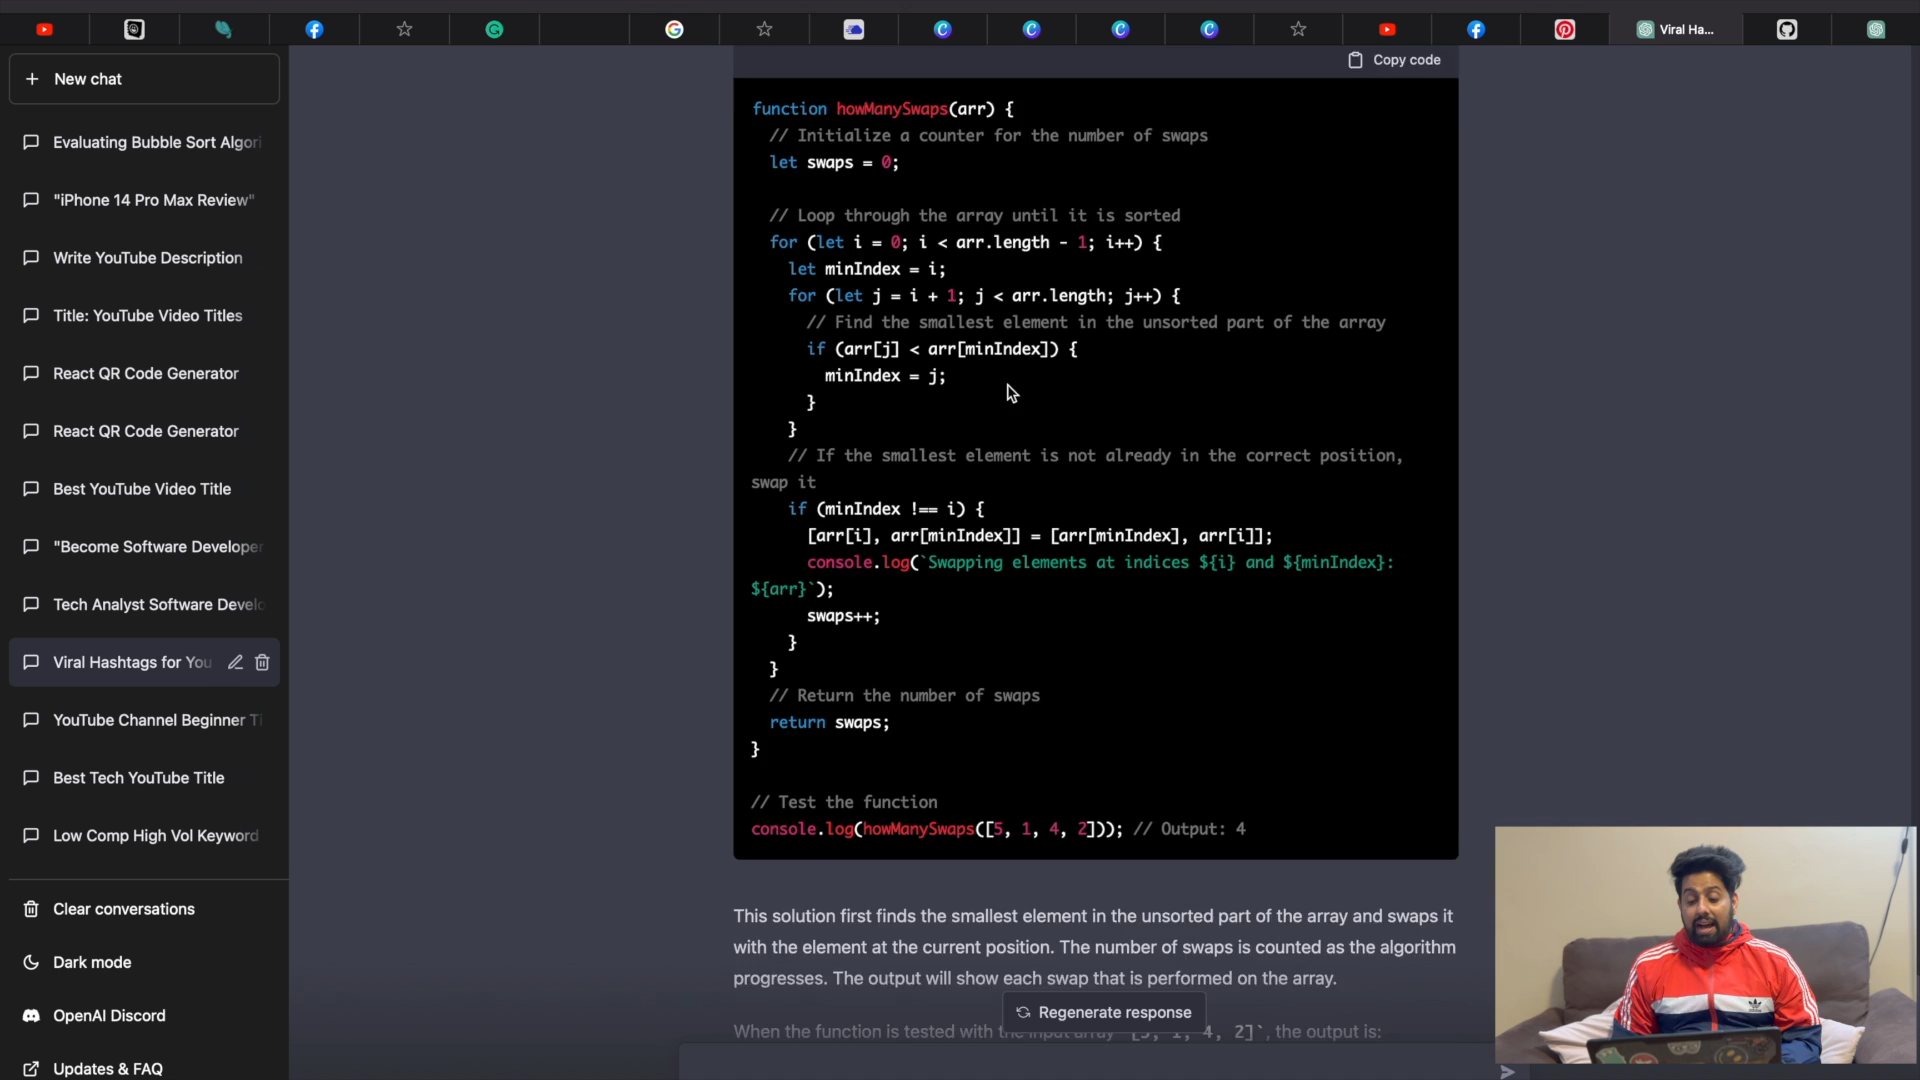 Viral Ha...
New chat
Copy code
Evaluating Bubble Sort Algori
"iPhone 14 Pro Max Review"
Write YouTube Description
Title: YouTube Video Titles
React QR Code Generator
React QR Code Generator
Best YouTube Video Title
"Become Software Developer
Tech Analyst Software Develo
Viral Hashtags for You
YouTube Channel Beginner Ti
Best Tech YouTube Title
Low Comp High Vol Keyword
Clear conversations
Dark mode
OpenAI Discord
Updates & FAQ
function howManySwaps(arr) {
// Initialize a counter for the number of swaps
let swaps = 0;
// Loop through the array until it is sorted
for (let i = 0; i < arr.length - 1; i++) {
let minIndex = i;
for (let j = i + 1; j < arr.length; j++) {
// Find the smallest element in the unsorted part of the array
if (arr[j] < arr[minIndex]) {
minIndex = j;
}
}
// If the smallest element is not already in the correct position,
swap it
if (minIndex !== i) {
[arr[i], arr[minIndex]] = [arr[minIndex], arr[i]];
console.log(`Swapping elements at indices ${i} and ${minIndex}:
${arr}`);
swaps++;
}
}
// Return the number of swaps
return swaps;
}
// Test the function
console.log(howManySwaps([5, 1, 4, 2])); // Output: 4
This solution first finds the smallest element in the unsorted part of the array and swaps it
with the element at the current position. The number of swaps is counted as the algorithm
progresses. The output will show each swap that is performed on the array.
Regenerate response
When the function is tested with the input array `[5, 1, 4, 2]`, the output is: